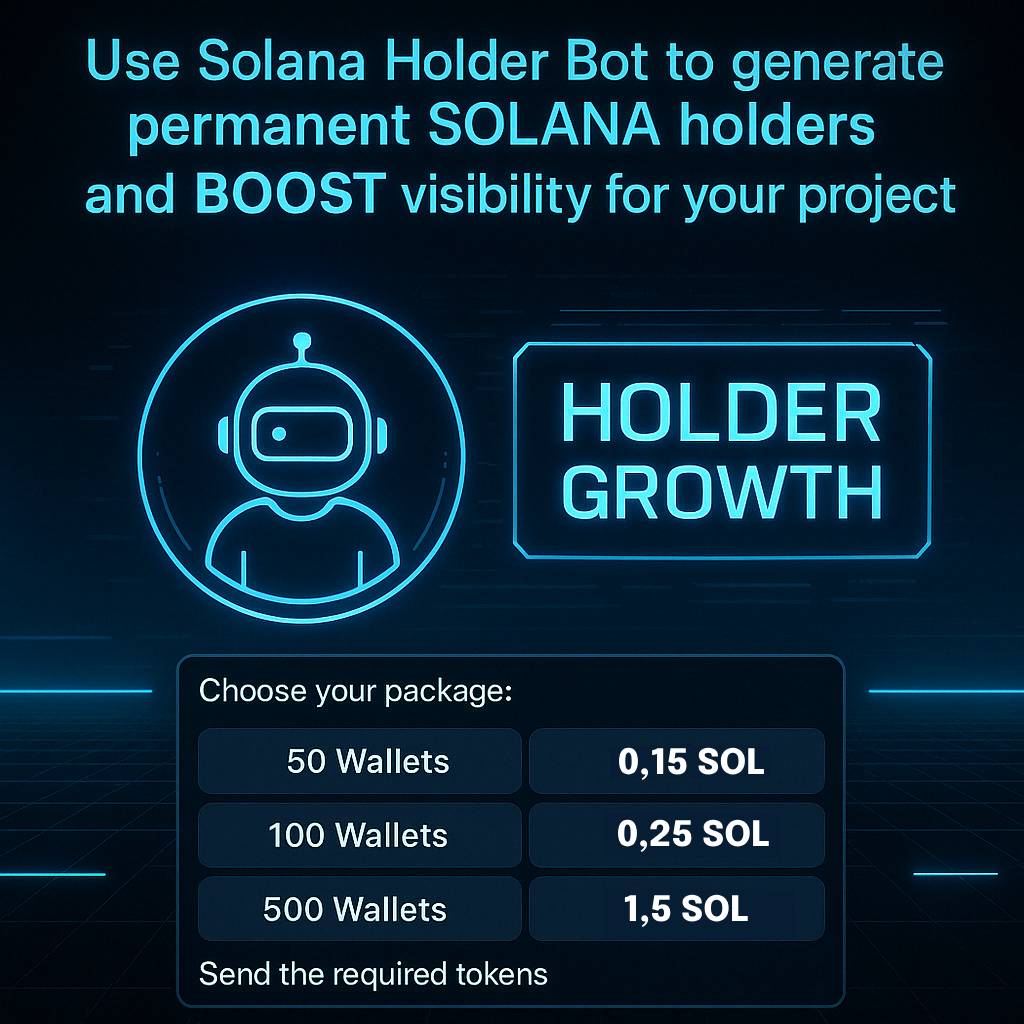 Use Solana Holder Bot to generate
permanent SOLANA holders
and BOOST visibility for your project
HOLDER
GROWTH
Choose your package:
50 Wallets 0,15 SOL
100 Wallets 0,25 SOL
500 Wallets 1,5 SOL
Send the required tokens